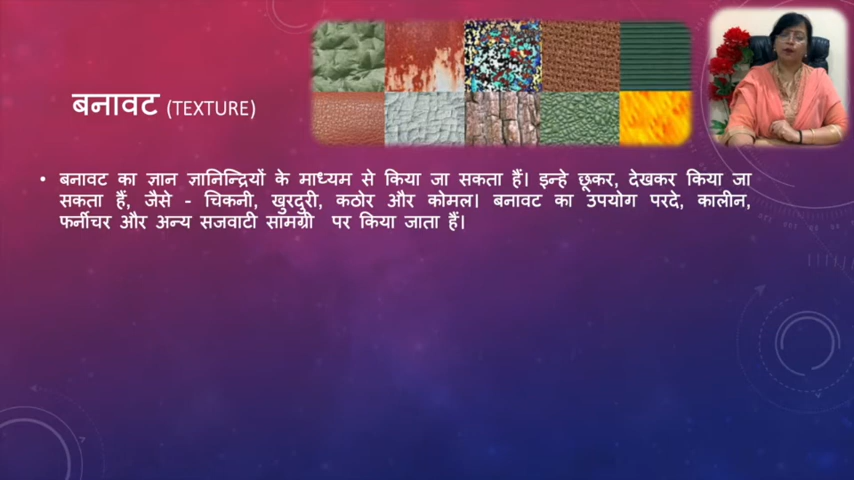 बनावट (TEXTURE)
• बनावट का ज्ञान ज्ञानिन्द्रियों के माध्यम से किया जा सकता हैं। इन्हे छूकर, देखकर किया जा
सकता हैं, जैसे - चिकनी, खुरदुरी, कठोर और कोमल। बनावट का उपयोग परदे, कालीन,
फर्नीचर और अन्य सजवाटी सामग्री पर किया जाता हैं।